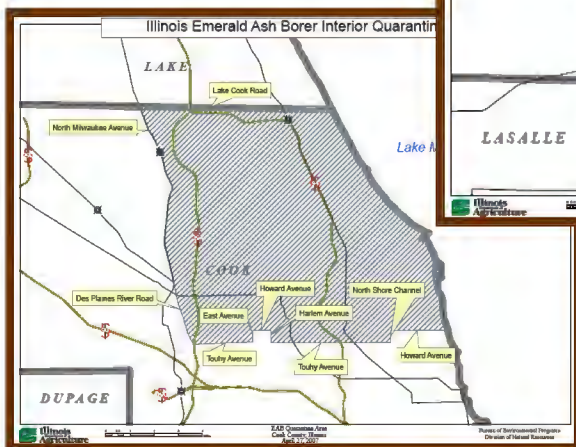 Illinois Emerald Ash Borer Interior Quarantin
LAKE
Lake Cook Road
North Milwaukee Avenue
Lake M
LASALLE
Illinois
Agriculture
COOK
Des Plaines River Road
East Avenue
Howard Avenue
Harlem Avenue
North Shore Channel
Touhy Avenue
Touhy Avenue
Howard Avenue
DUPAGE
Illinois
Agriculture
EAB Quarantine Area
Cook County, Illinois
April 27, 2007
Bureau of Environmental Programs
Division of Natural Resources